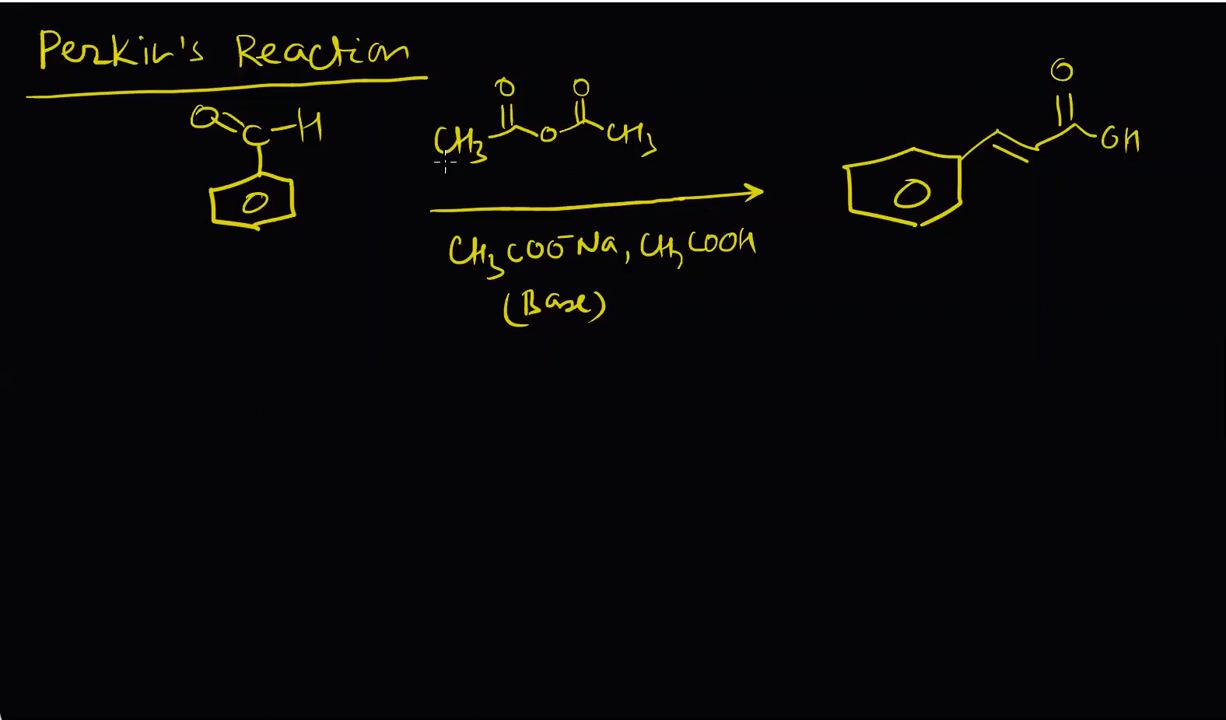 Perkin's Reaction
O
C-H
O
O O
CH3 O CH3
CH3COO⁻Na, CH3COOH
(Base)
O
OH
O